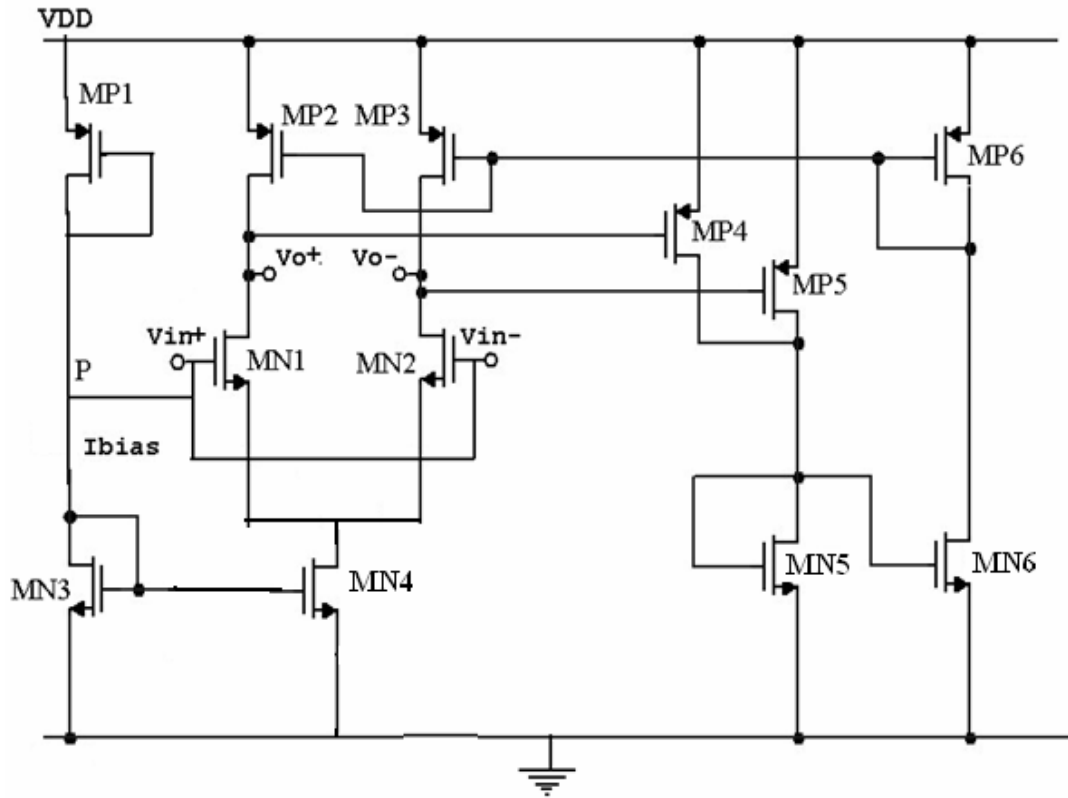 VDD
MP1
MP2
MP3
MP6
MP4
Vo+
Vo-
MP5
Vin+
Vin-
MN1
MN2
P
Ibias
MN3
MN4
MN5
MN6